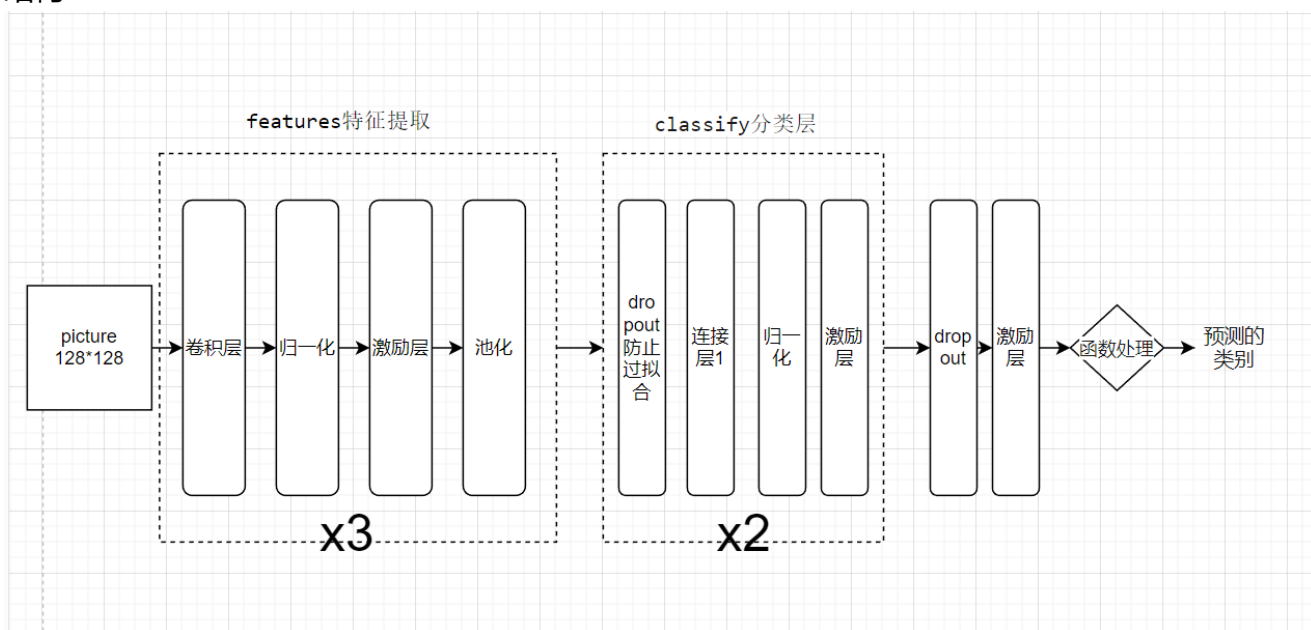 features特征提取
classify分类层
picture
128*128
卷积层
归一化
激励层
池化
x3
dro
pout
防止
过拟
合
连接
层1
归一
化
激励
层
x2
drop
out
激励
层
函数处理
预测的
类别